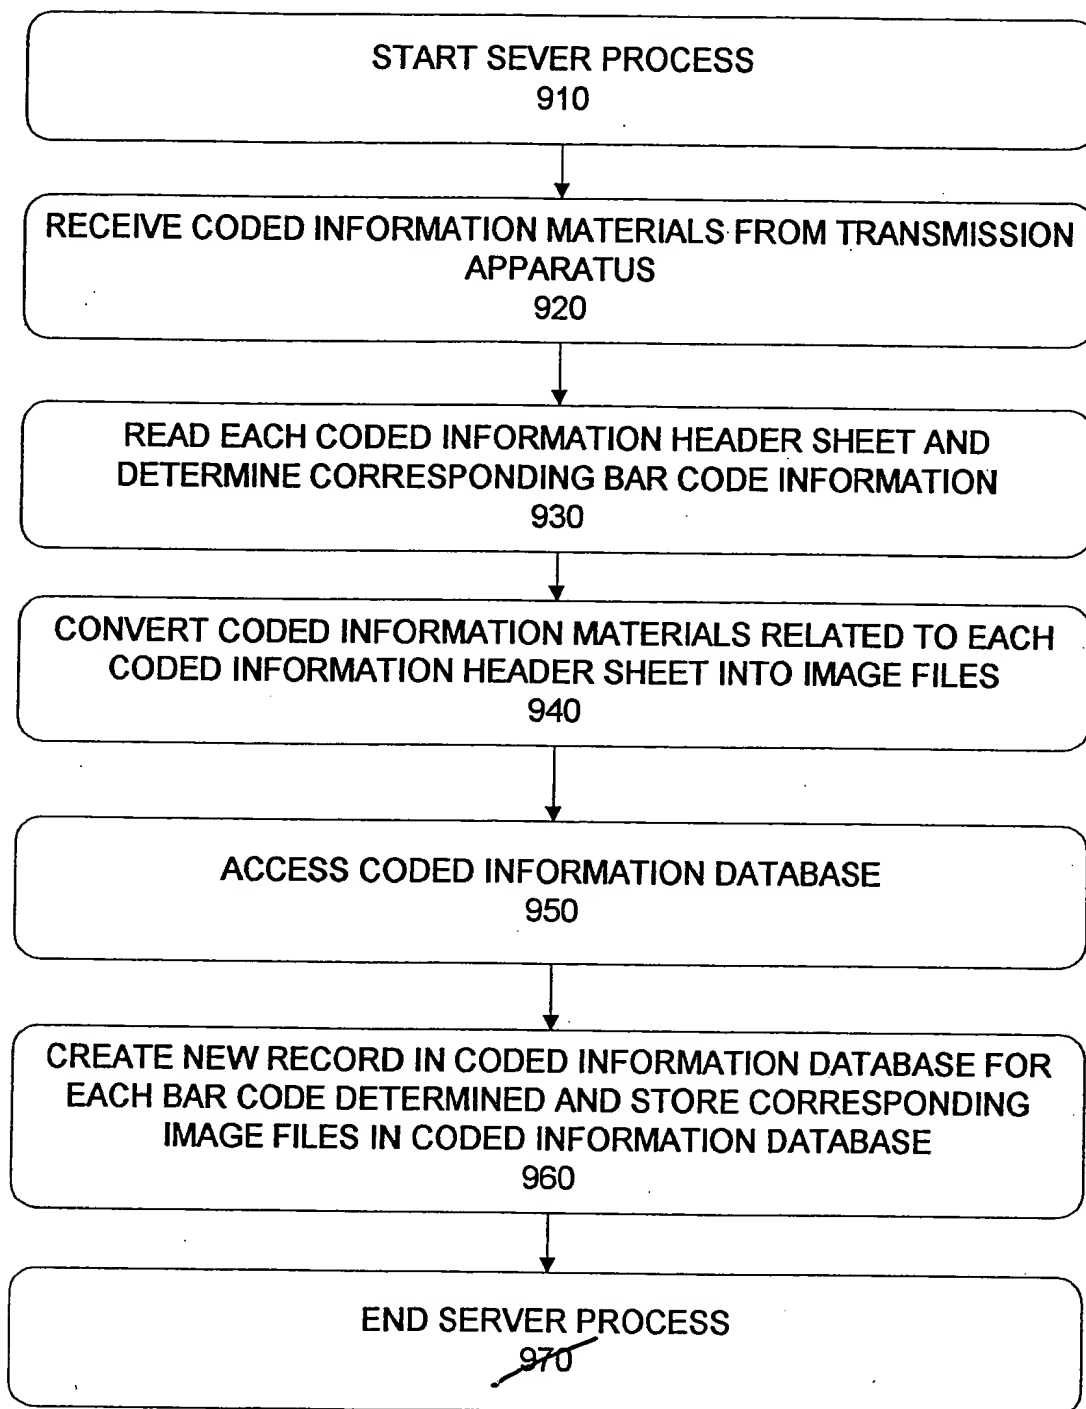 START SEVER PROCESS
910
RECEIVE CODED INFORMATION MATERIALS FROM TRANSMISSION
APPARATUS
920
READ EACH CODED INFORMATION HEADER SHEET AND
DETERMINE CORRESPONDING BAR CODE INFORMATION
930
CONVERT CODED INFORMATION MATERIALS RELATED TO EACH
CODED INFORMATION HEADER SHEET INTO IMAGE FILES
940
ACCESS CODED INFORMATION DATABASE
950
CREATE NEW RECORD IN CODED INFORMATION DATABASE FOR
EACH BAR CODE DETERMINED AND STORE CORRESPONDING
IMAGE FILES IN CODED INFORMATION DATABASE
960
END SERVER PROCESS
970